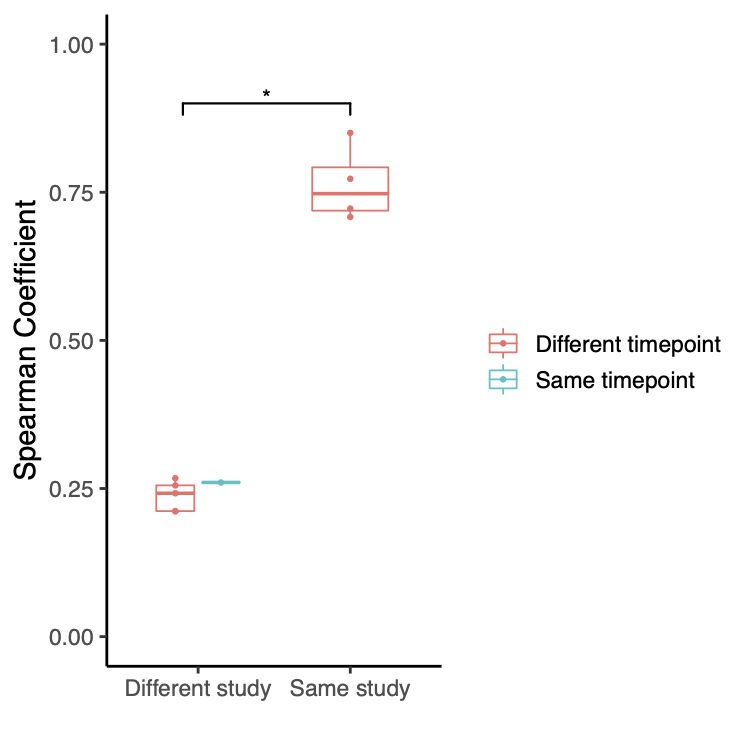 1.00
*
0.75
0.50
0.25
0.00
Spearman Coefficient
Different study
Same study
Different timepoint
Same timepoint